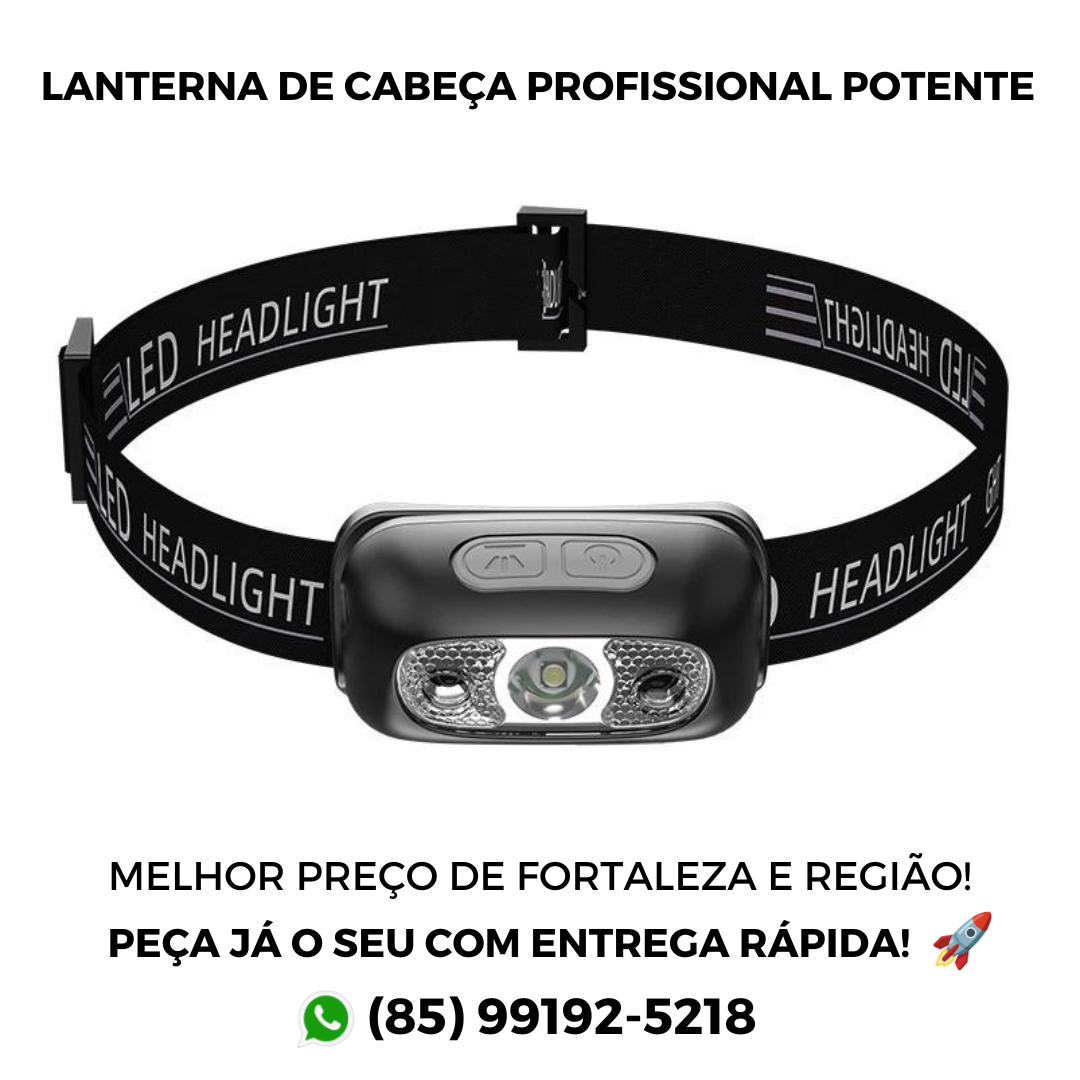 LANTERNA DE CABEÇA PROFISSIONAL POTENTE
LED HEADLIGHT
LED HEADLIGHT
LED HEADLIGHT
HEADLIGHT
MELHOR PREÇO DE FORTALEZA E REGIÃO!
PEÇA JÁ O SEU COM ENTREGA RÁPIDA! 🚀
(85) 99192-5218